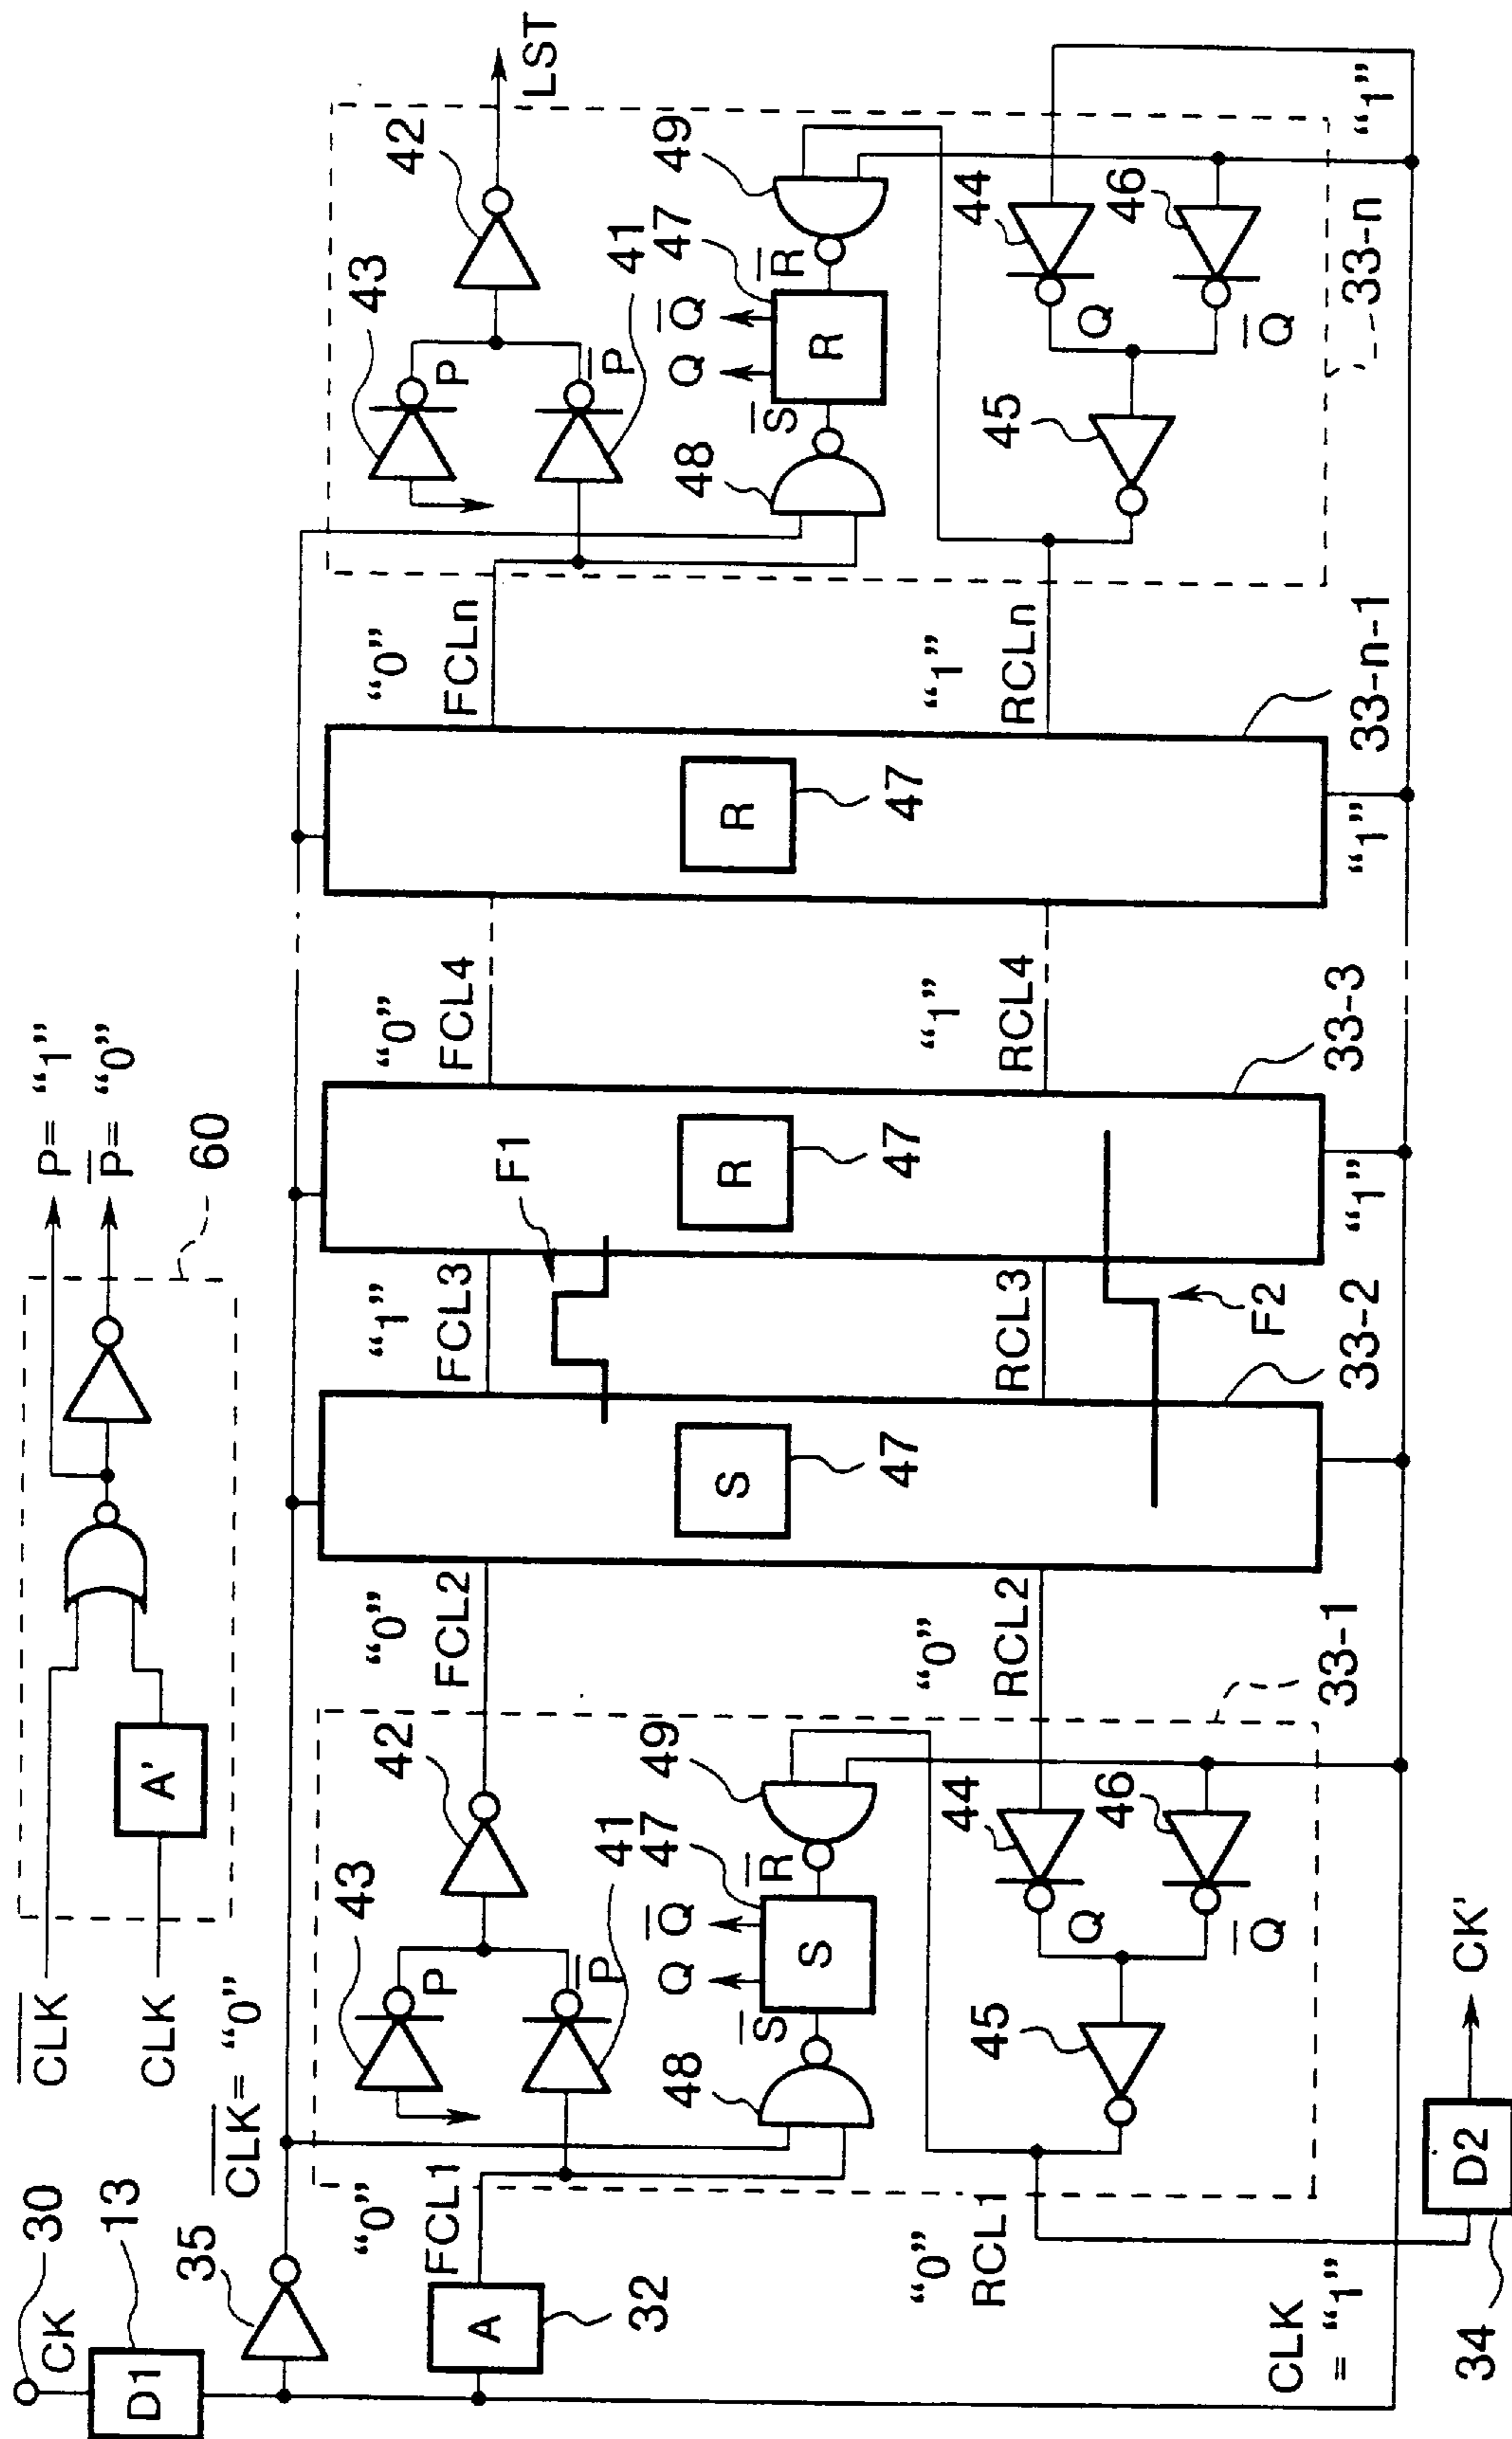 CLK
CLK
A'
P= “1”
P= “0”
60
30
CK
D1
13
35
CLK= “0”
A
32
“0”
FCL1
43
P
42
41
P
“0”
FCL2
“1”
FCL3
F1
“0”
FCL4
“0”
FCLn
43
P
42
LST
41
P
48
S
S
Q
Q
47
R
49
S
47
R
47
R
47
48
S
R
Q
Q
47
R
49
“0”
RCL1
45
44
Q
46
Q
“0”
RCL2
RCL3
F2
“1”
RCL4
“1”
RCLn
45
44
Q
46
Q
33-1
33-2
33-3
33-n-1
33-n
CLK
= “1”
“1”
“1”
“1”
34
D2
CK'